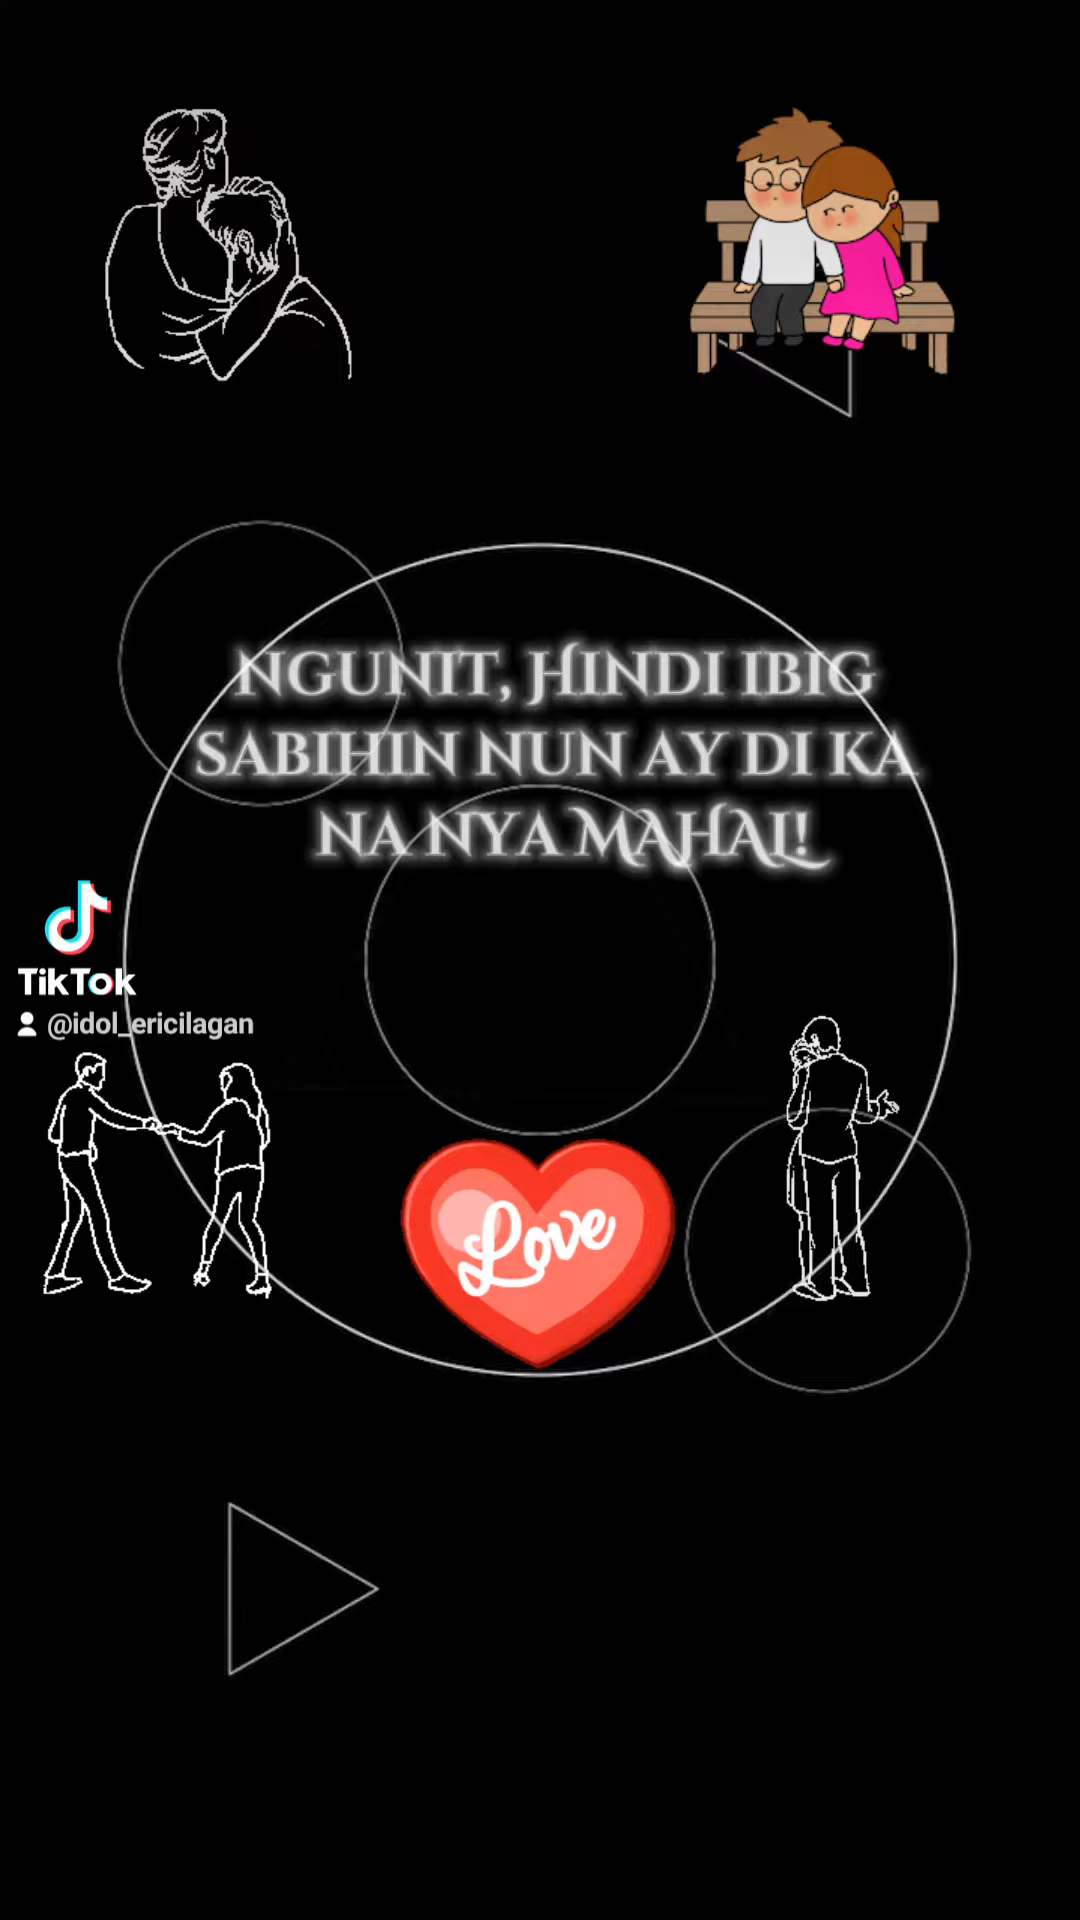 NGUNIT, HINDI IBIG
SABIHIN NUN AY DI KA
NA NYA MAHAL!
TikTok
@idol_ericilagan
Love